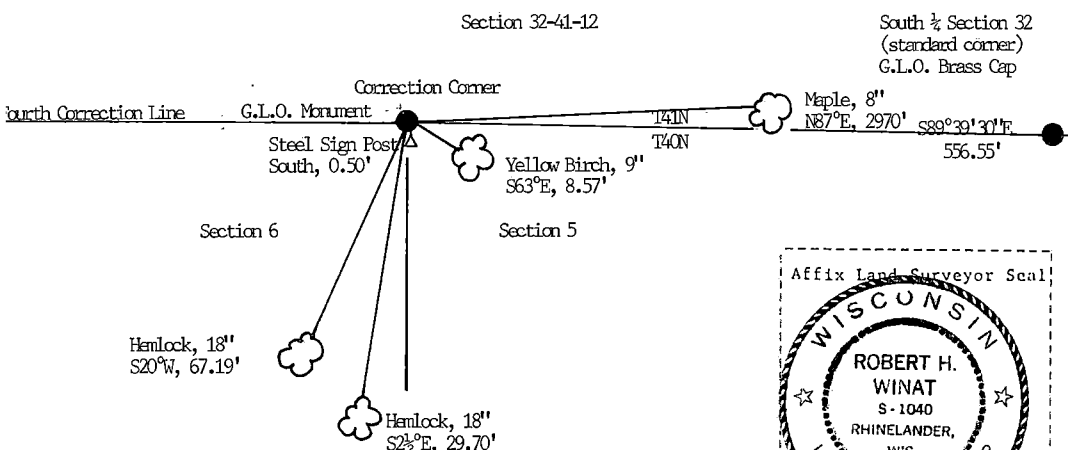 Section 32-41-12
South ¼ Section 32
(standard corner)
G.L.O. Brass Cap
Correction Corner
ourth Correction Line
G.L.O. Monument
Maple, 8"
N87°E, 2970'
T41N
T40N
S89°39'30"E
556.55'
Steel Sign Post
South, 0.50'
Yellow Birch, 9"
S63°E, 8.57'
Section 6
Section 5
Affix Land Surveyor Seal
WISCONSIN
ROBERT H.
WINAT
S-1040
RHINELANDER,
WIS.
Hemlock, 18"
S20°W, 67.19'
Hemlock, 18"
S2½°E, 29.70'